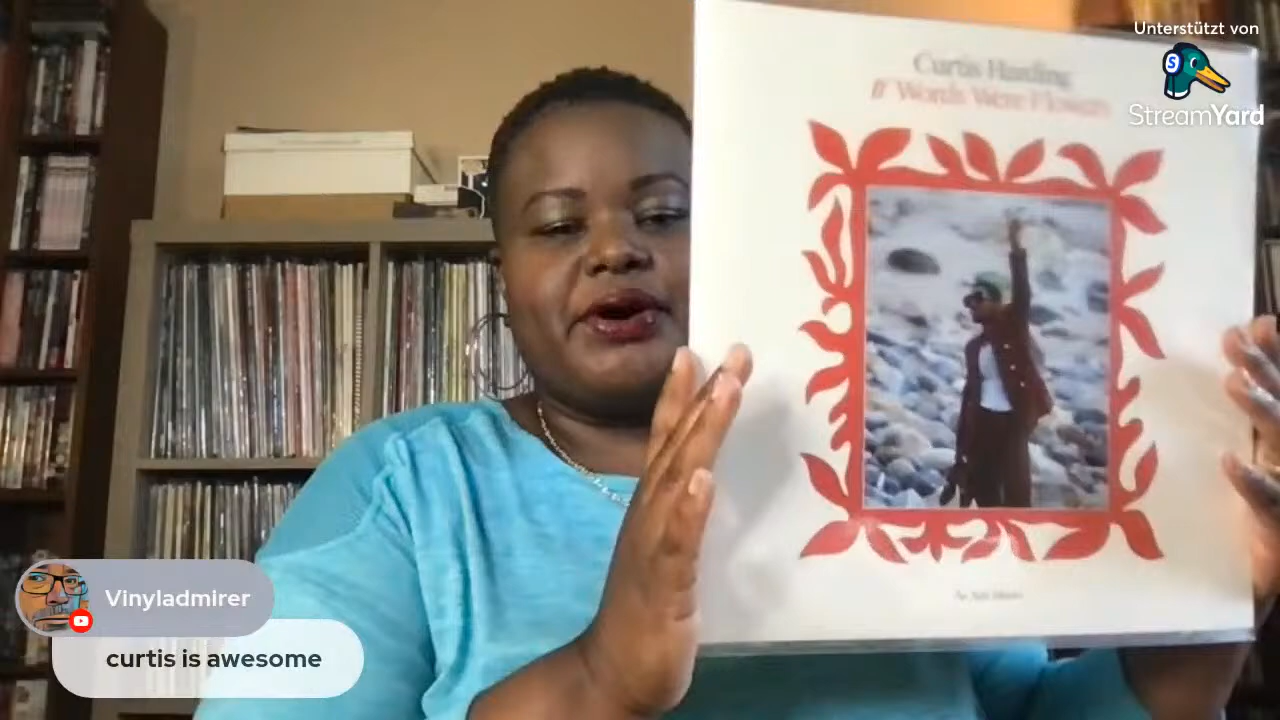 Unterstützt von
StreamYard
Curtis Harding
If Words Were Flowers
Vinyladmirer
curtis is awesome